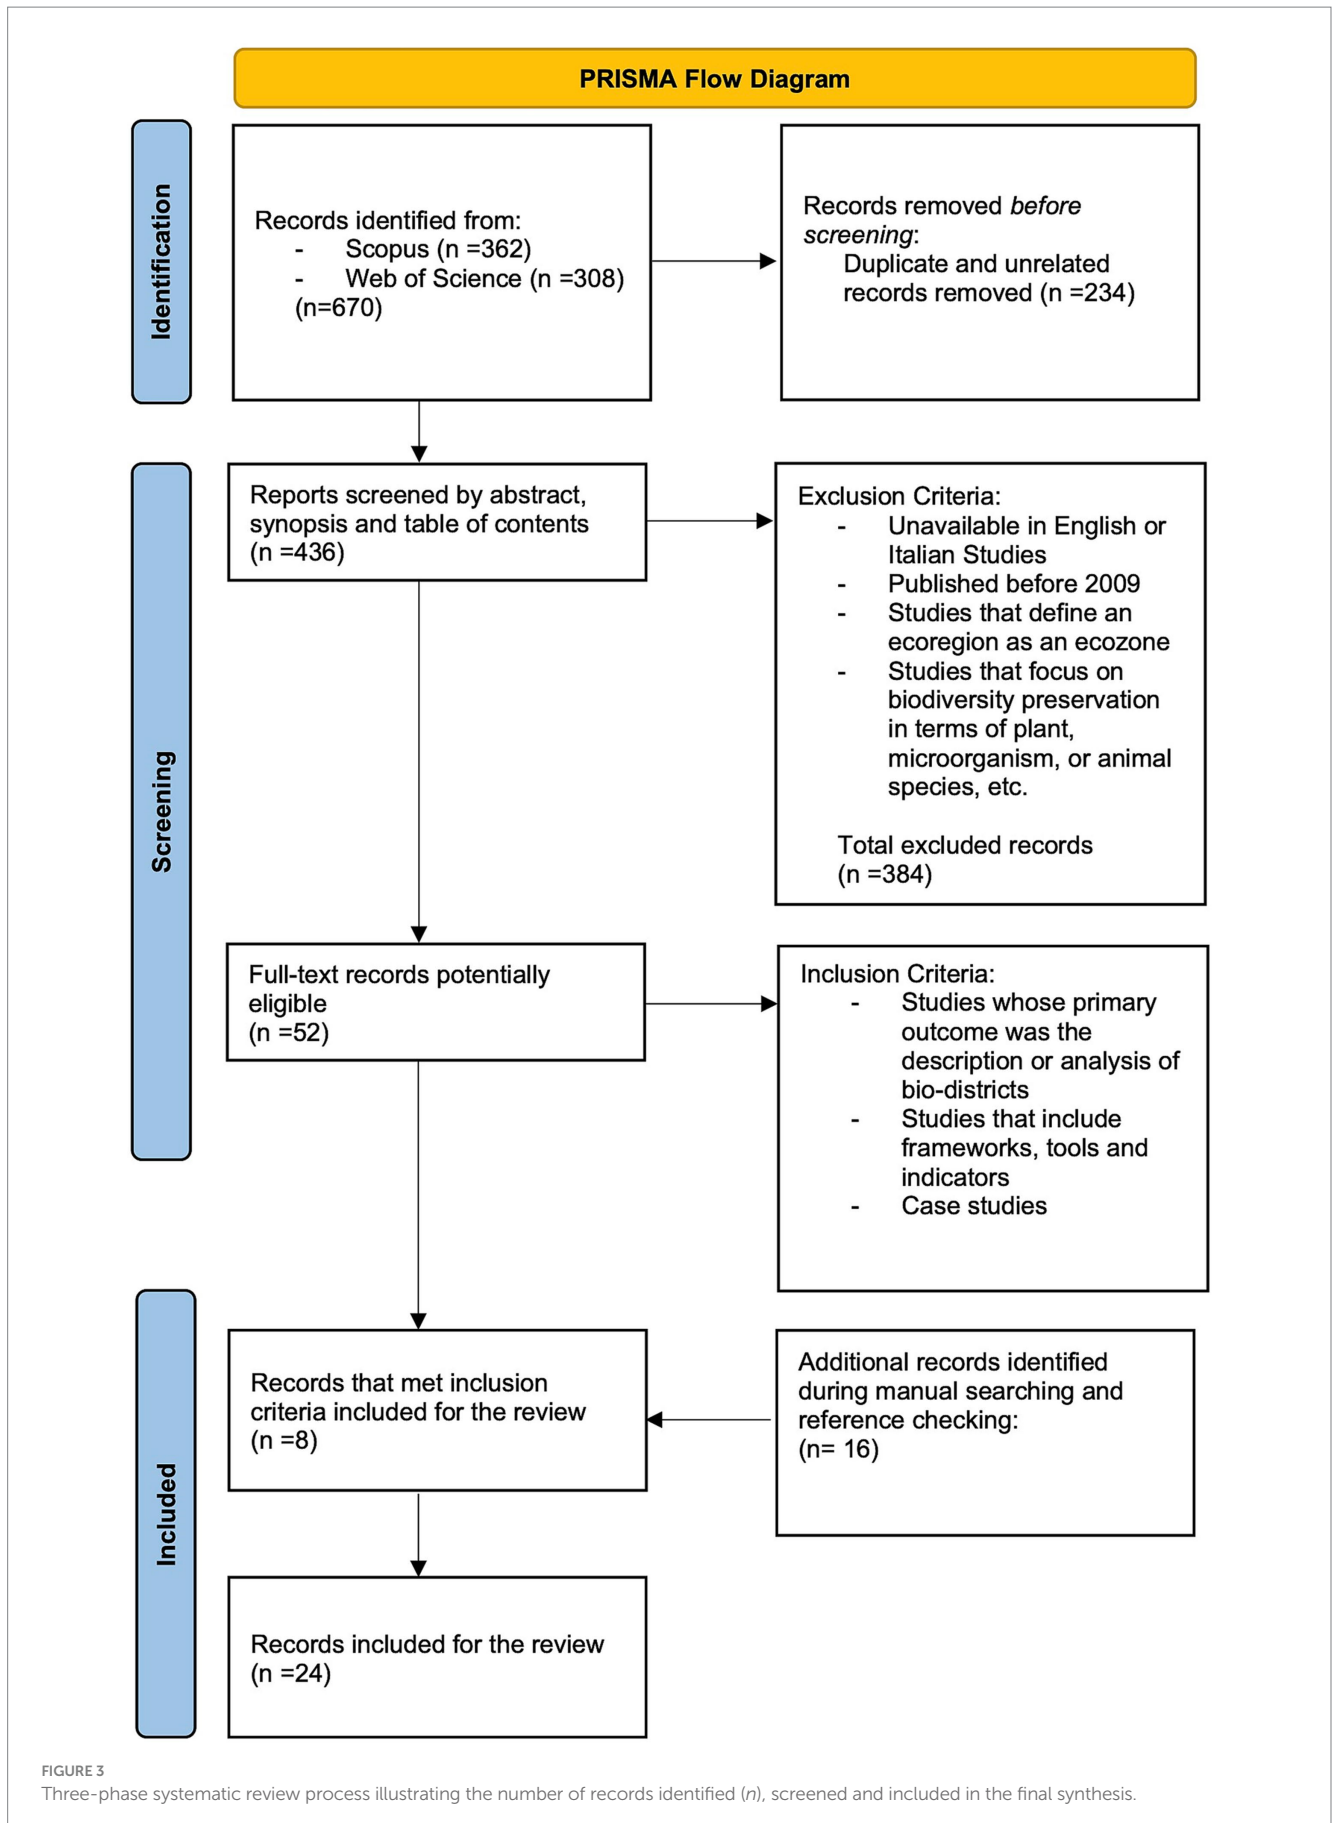 PRISMA Flow Diagram
Identification
Records identified from:
- Scopus (n =362)
- Web of Science (n =308)
(n=670)
Records removed before
screening:
Duplicate and unrelated
records removed (n =234)
Screening
Reports screened by abstract,
synopsis and table of contents
(n =436)
Exclusion Criteria:
- Unavailable in English or
Italian Studies
- Published before 2009
- Studies that define an
ecoregion as an ecozone
- Studies that focus on
biodiversity preservation
in terms of plant,
microorganism, or animal
species, etc.
Total excluded records
(n =384)
Full-text records potentially
eligible
(n =52)
Inclusion Criteria:
- Studies whose primary
outcome was the
description or analysis of
bio-districts
- Studies that include
frameworks, tools and
indicators
- Case studies
Included
Records that met inclusion
criteria included for the review
(n =8)
Additional records identified
during manual searching and
reference checking:
(n= 16)
Records included for the review
(n =24)
FIGURE 3
Three-phase systematic review process illustrating the number of records identified (n), screened and included in the final synthesis.